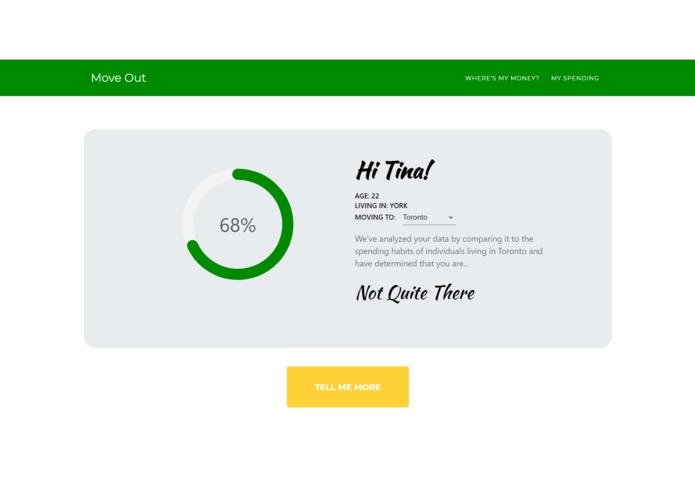 Move Out
WHERE'S MY MONEY? MY SPENDING
68%
Hi Tina!
AGE: 22
LIVING IN: YORK
MOVING TO: Toronto
We've analyzed your data by comparing it to the
spending habits of individuals living in Toronto and
have determined that you are...
Not Quite There
TELL ME MORE